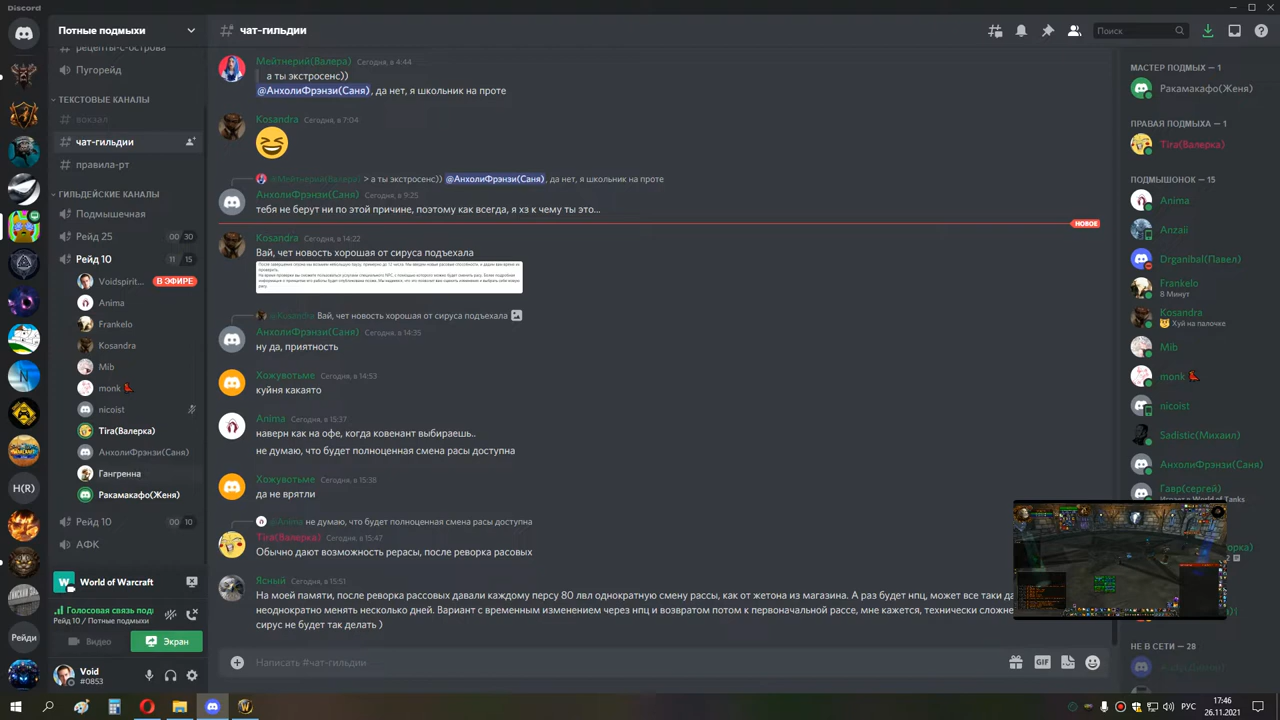 Discord
Потные подмыхи
чат-гильдии
Поиск
рецепты-с-острова
Пугорейд
ТЕКСТОВЫЕ КАНАЛЫ
вокзал
чат-гильдии
правила-рт
ГИЛЬДЕЙСКИЕ КАНАЛЫ
Подмышечная
Рейд 25 00 30
Рейд 10 11 15
Voidspirit... В ЭФИРЕ
Anima
Frankelo
Kosandra
Mib
monk
nicoist
Tira(Валерка)
АнхолиФрэнзи(Саня)
Гангренна
Ракамакафо(Женя)
Рейд 10 00 10
АФК
World of Warcraft
Голосовая связь подк
Рейд 10 / Потные подмыхи
Видео
Экран
Void
#0853
H(R)
Рейди
Мейтнерий(Валера) Сегодня, в 4:44
а ты экстросенс))
@АнхолиФрэнзи(Саня), да нет, я школьник на проте
Kosandra Сегодня, в 7:04
@Мейтнерий(Валера) > а ты экстросенс)) @АнхолиФрэнзи(Саня), да нет, я школьник на проте
АнхолиФрэнзи(Саня) Сегодня, в 9:25
тебя не берут ни по этой причине, поэтому как всегда, я хз к чему ты это...
НОВОЕ
Kosandra Сегодня, в 14:22
Вай, чет новость хорошая от сируса подъехала
@Kosandra Вай, чет новость хорошая от сируса подъехала
АнхолиФрэнзи(Саня) Сегодня, в 14:35
ну да, приятность
Хожувотьме Сегодня, в 14:53
куйня какаято
Anima Сегодня, в 15:37
наверн как на офе, когда ковенант выбираешь..
не думаю, что будет полноценная смена расы доступна
Хожувотьме Сегодня, в 15:38
да не врятли
@Anima не думаю, что будет полноценная смена расы доступна
Tira(Валерка) Сегодня, в 15:47
Обычно дают возможность рерасы, после реворка расовых
Ясный Сегодня, в 15:51
На моей памяти, после реворка рассовых давали каждому персу 80 лвл однократную смену рассы, как от жетона из магазина. А раз будет нпц, может все таки да
неоднократно менять несколько дней. Вариант с временным изменением через нпц и возвратом потом к первоначальной рассе, мне кажется, технически сложне
сирус не будет так делать )
Написать #чат-гильдии
GIF
МАСТЕР ПОДМЫХ — 1
Ракамакафо(Женя)
ПРАВАЯ ПОДМЫХА — 1
Tira(Валерка)
ПОДМЫШОНОК — 15
Anima
Anzaii
Drganibal(Павел)
Frankelo
8 Минут
Kosandra
Хуй на палочке
Mib
monk
nicoist
Sadistic(Михаил)
АнхолиФрэнзи(Саня)
Гавр(сергей)
Играет в World of Tanks
НЕ В СЕТИ — 28
РУС
17:46
26.11.2021